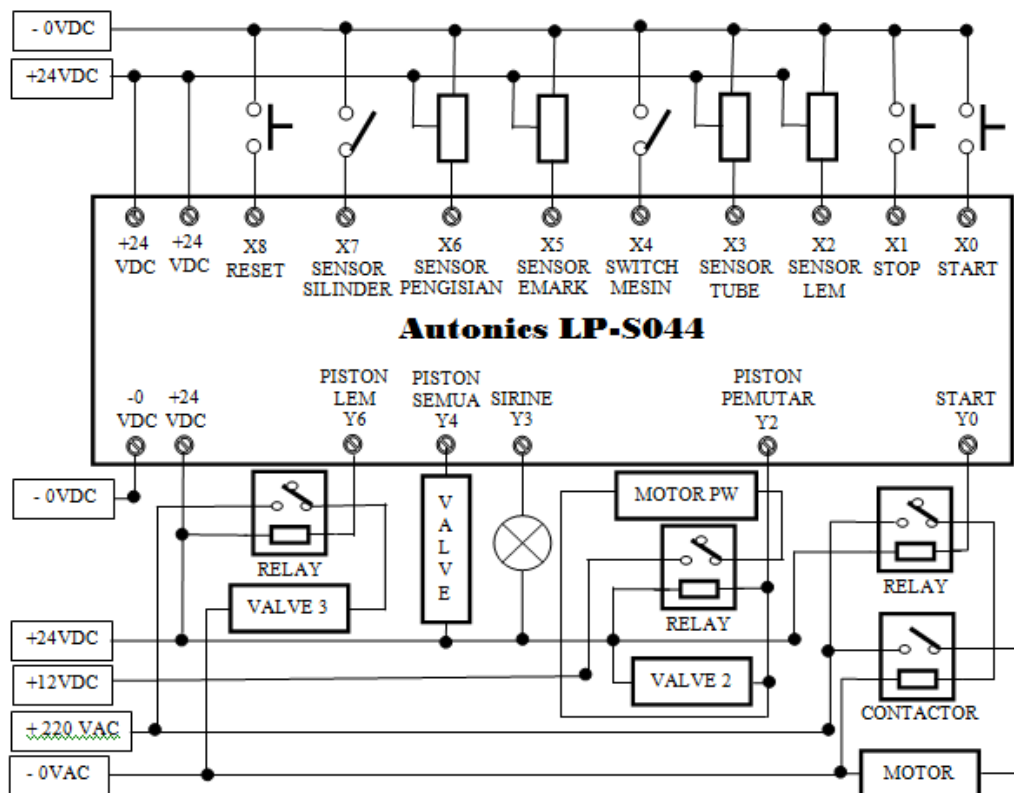 - 0VDC
+24VDC
+24
VDC
+24
VDC
X8
RESET
X7
SENSOR
SILINDER
X6
SENSOR
PENGISIAN
X5
SENSOR
EMARK
X4
SWITCH
MESIN
X3
SENSOR
TUBE
X2
SENSOR
LEM
X1
STOP
X0
START
Autonics LP-S044
-0
VDC
+24
VDC
PISTON
LEM
Y6
PISTON
SEMUA
Y4
SIRINE
Y3
PISTON
PEMUTAR
Y2
START
Y0
- 0VDC
RELAY
VALVE 3
VALVE
MOTOR PW
RELAY
VALVE 2
RELAY
CONTACTOR
+24VDC
+12VDC
+ 220 VAC
- 0VAC
MOTOR